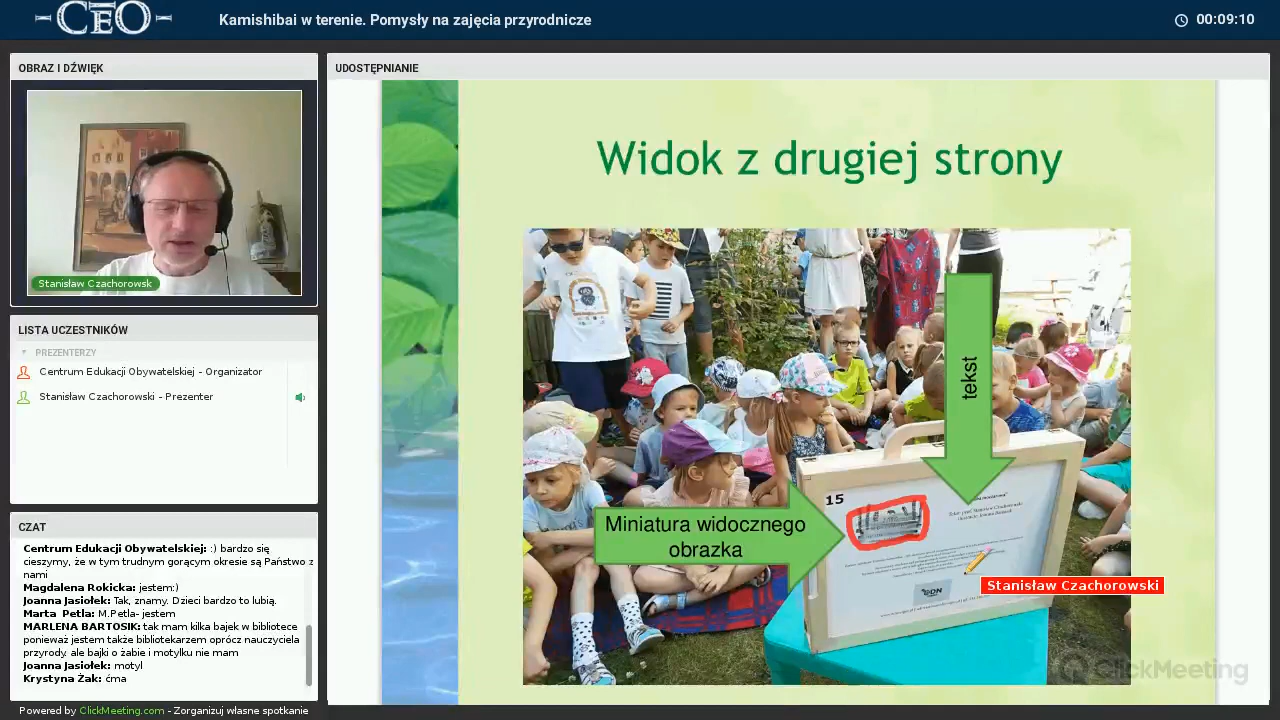 CEO
Kamishibai w terenie. Pomysły na zajęcia przyrodnicze
00:09:10
OBRAZ I DŹWIĘK
Stanisław Czachorowsk
LISTA UCZESTNIKÓW
PREZENTERZY
Centrum Edukacji Obywatelskiej - Organizator
Stanisław Czachorowski - Prezenter
CZAT
Centrum Edukacji Obywatelskiej: :) bardzo się
cieszymy, że w tym trudnym gorącym dniu są Państwo z
nami
Magdalena Rokicka: jestem:)
Joanna Jasiołek: Tak, znamy. Dzieci bardzo to lubią.
Marta Petla: M.Petla- jestem
MARLENA BARTOSIK: tak mam kilka bajek w bibliotece
ponieważ jestem także bibliotekarzem oprócz nauczyciela
przyrody. ale bajki o żabie i motylku nie mam
Joanna Jasiołek: motyl
Krystyna Żak: ćma
Powered by ClickMeeting.com - Zorganizuj własne spotkanie
UDOSTĘPNIANIE
Widok z drugiej strony
tekst
Miniatura widocznego
obrazka
15
ODN
Stanisław Czachorowski
ClickMeeting